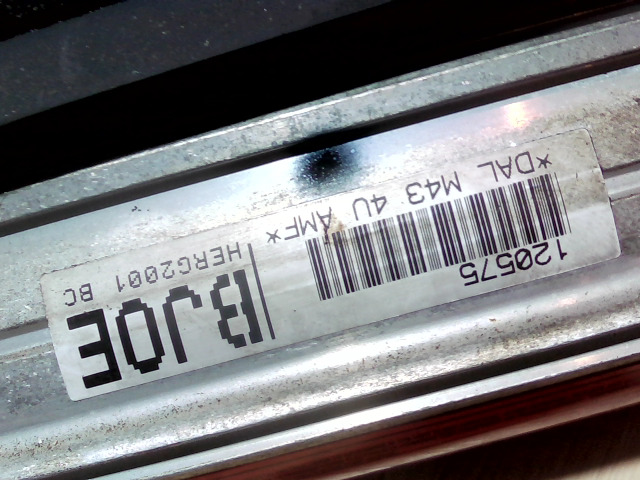 120575
*DAL M43 4U AMF*
BJOE
HERG2001 BC